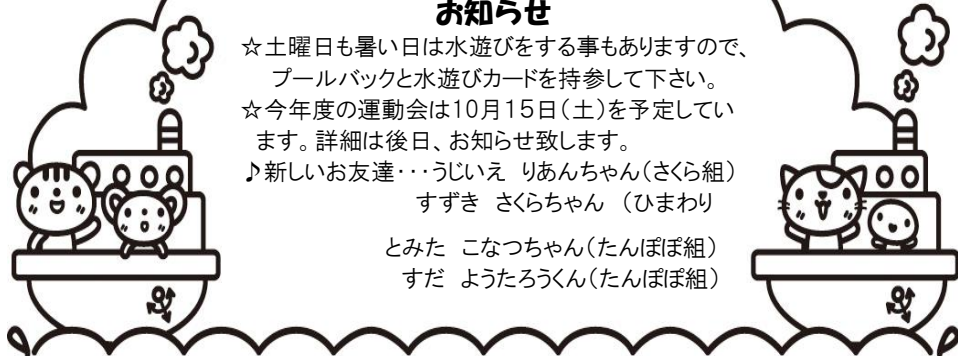 お知らせ
☆土曜日も暑い日は水遊びをする事もありますので、
プールバックと水遊びカードを持参して下さい。
☆今年度の運動会は10月15日(土)を予定してい
ます。詳細は後日、お知らせ致します。
♪新しいお友達・・・うじいえ りあんちゃん(さくら組)
すずき さくらちゃん (ひまわり
とみた こなつちゃん(たんぽぽ組)
すだ ようたろうくん(たんぽぽ組)